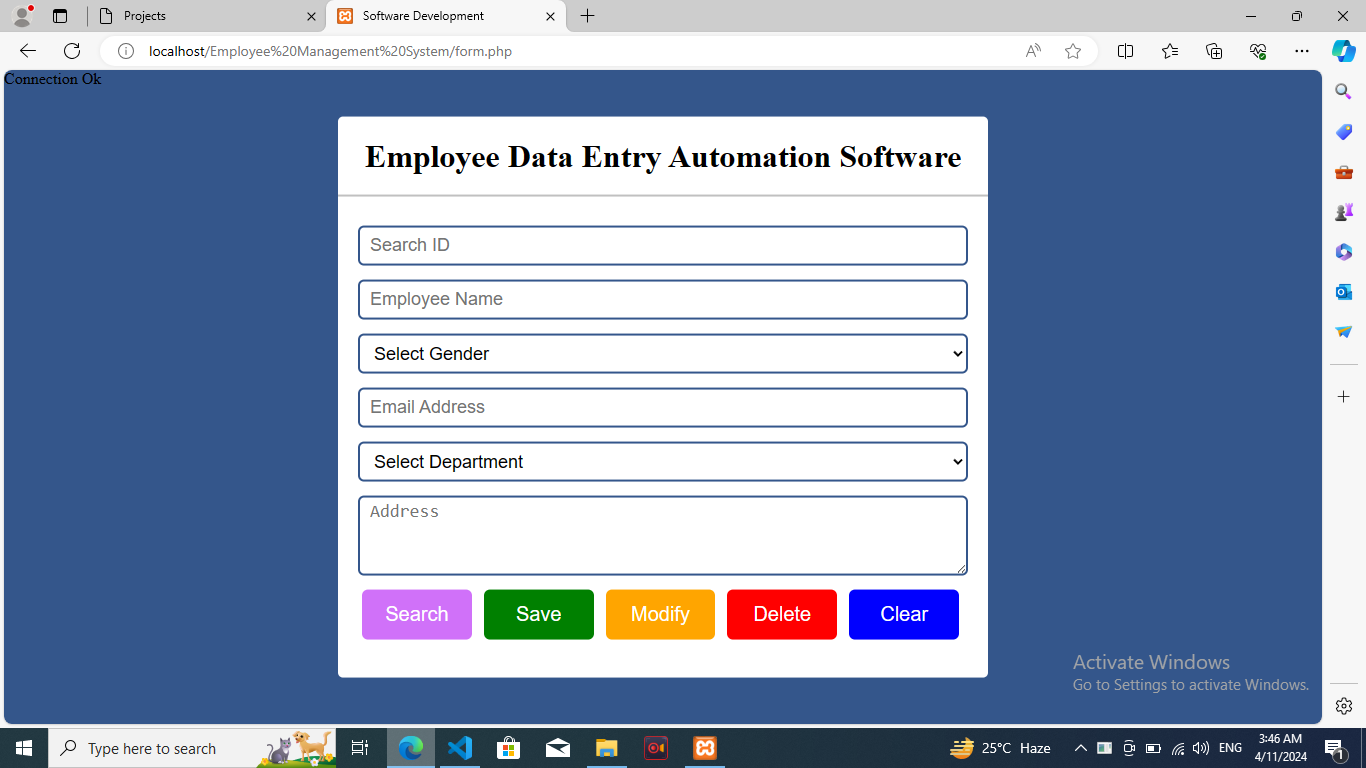 Projects
Software Development
localhost/Employee%20Management%20System/form.php
Connection Ok
Employee Data Entry Automation Software
Search ID
Employee Name
Select Gender
Email Address
Select Department
Address
Search Save Modify Delete Clear
Activate Windows
Go to Settings to activate Windows.
Type here to search
25°C Haze
ENG
3:46 AM
4/11/2024
1